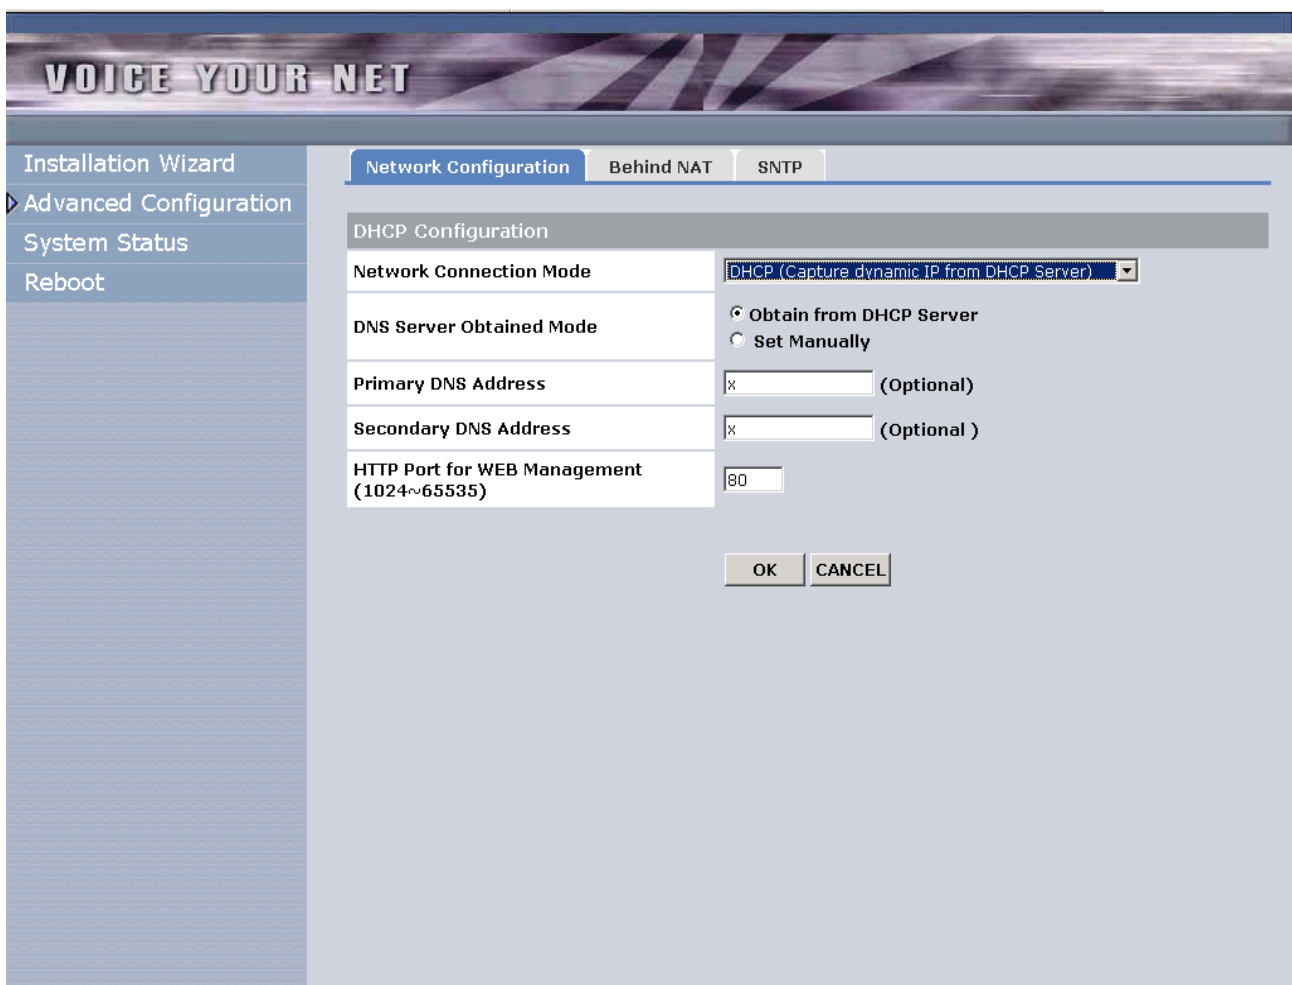 VOICE YOUR NET
Installation Wizard
Advanced Configuration
System Status
Reboot
Network Configuration
Behind NAT
SNTP
DHCP Configuration
Network Connection Mode
DHCP (Capture dynamic IP from DHCP Server)
DNS Server Obtained Mode
Obtain from DHCP Server
Set Manually
Primary DNS Address
x
(Optional)
Secondary DNS Address
x
(Optional )
HTTP Port for WEB Management
(1024~65535)
80
OK
CANCEL